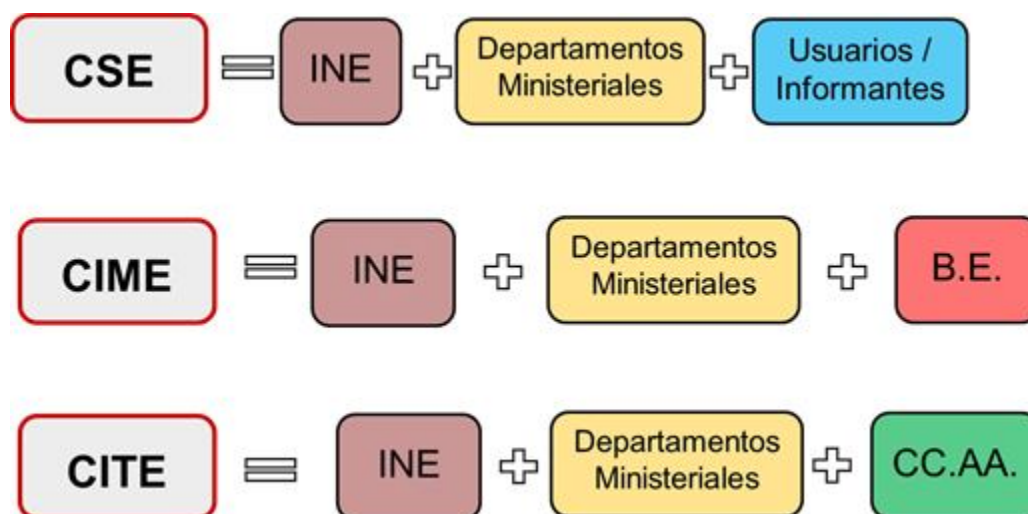 CSE
INE
Departamentos
Ministeriales
Usuarios /
Informantes
CIME
INE
Departamentos
Ministeriales
B.E.
CITE
INE
Departamentos
Ministeriales
CC.AA.